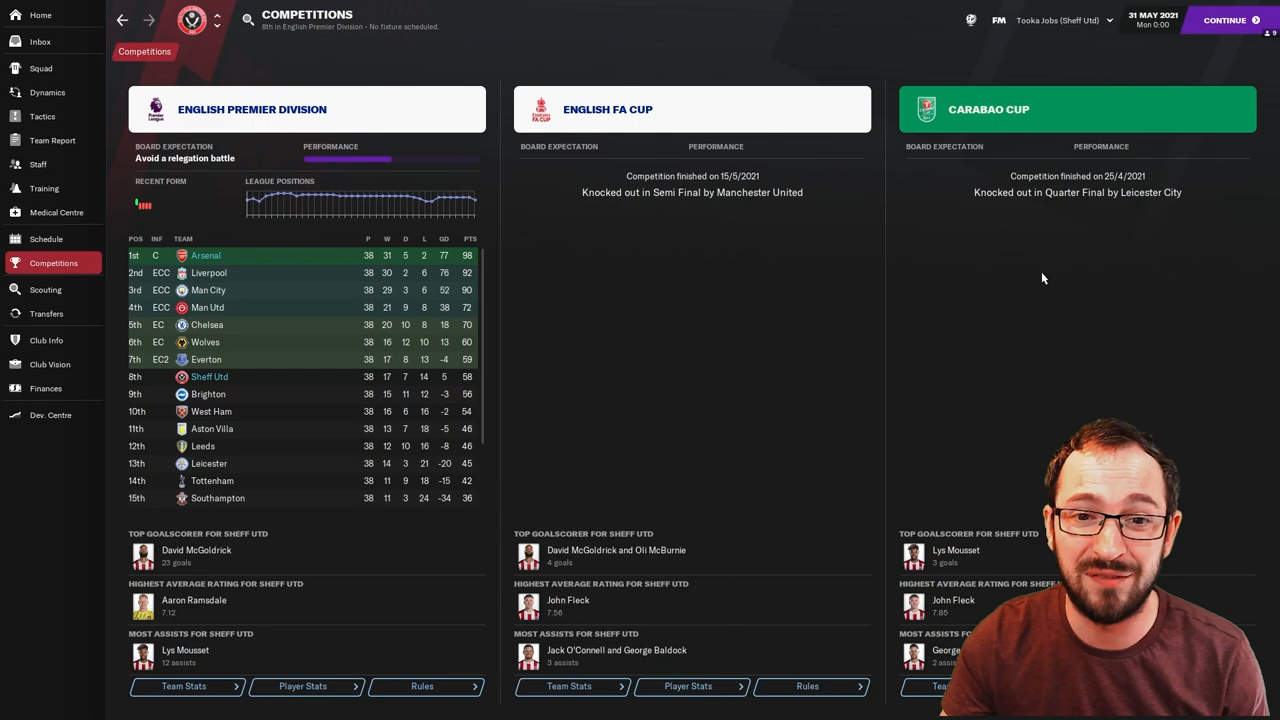 Home
Inbox
Squad
Dynamics
Tactics
Team Report
Staff
Training
Medical Centre
Schedule
Competitions
Scouting
Transfers
Club Info
Club Vision
Finances
Dev. Centre
COMPETITIONS
8th in English Premier Division - No fixture scheduled.
FM
Tooka Jobs (Sheff Utd)
31 MAY 2021
Mon 0:00
CONTINUE
9
Competitions
Premier League
ENGLISH PREMIER DIVISION
BOARD EXPECTATION PERFORMANCE
Avoid a relegation battle
RECENT FORM LEAGUE POSITIONS
POS INF TEAM P W D L GD PTS
1st C Arsenal 38 31 5 2 77 98
2nd ECC Liverpool 38 30 2 6 76 92
3rd ECC Man City 38 29 3 6 52 90
4th ECC Man Utd 38 21 9 8 38 72
5th EC Chelsea 38 20 10 8 18 70
6th EC Wolves 38 16 12 10 13 60
7th EC2 Everton 38 17 8 13 -4 59
8th Sheff Utd 38 17 7 14 5 58
9th Brighton 38 15 11 12 -3 56
10th West Ham 38 16 6 16 -2 54
11th Aston Villa 38 13 7 18 -5 46
12th Leeds 38 12 10 16 -8 46
13th Leicester 38 14 3 21 -20 45
14th Tottenham 38 11 9 18 -15 42
15th Southampton 38 11 3 24 -34 36
TOP GOALSCORER FOR SHEFF UTD
David McGoldrick
23 goals
HIGHEST AVERAGE RATING FOR SHEFF UTD
Aaron Ramsdale
7.12
MOST ASSISTS FOR SHEFF UTD
Lys Mousset
12 assists
Team Stats Player Stats Rules
Emirates FA CUP
ENGLISH FA CUP
BOARD EXPECTATION PERFORMANCE
Competition finished on 15/5/2021
Knocked out in Semi Final by Manchester United
TOP GOALSCORER FOR SHEFF UTD
David McGoldrick and Oli McBurnie
4 goals
HIGHEST AVERAGE RATING FOR SHEFF UTD
John Fleck
7.56
MOST ASSISTS FOR SHEFF UTD
Jack O'Connell and George Baldock
3 assists
Team Stats Player Stats Rules
CARABAO CUP
BOARD EXPECTATION PERFORMANCE
Competition finished on 25/4/2021
Knocked out in Quarter Final by Leicester City
TOP GOALSCORER FOR SHEFF UTD
Lys Mousset
3 goals
HIGHEST AVERAGE RATING FOR
John Fleck
7.85
MOST ASSISTS FOR
George
2 assis